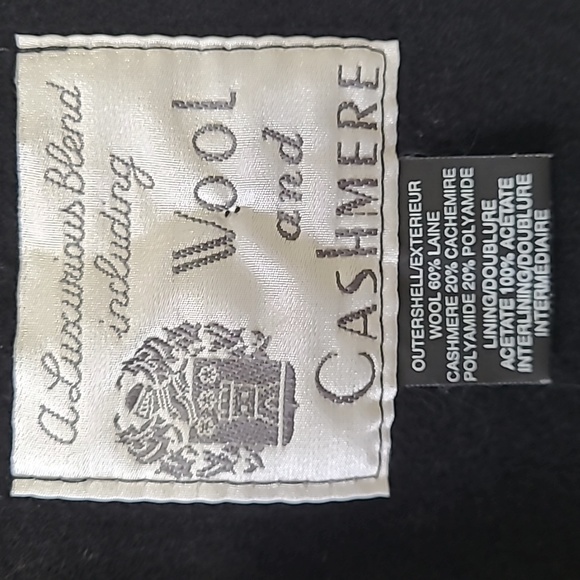 A Luxurious Blend
including
Wool
and
CASHMERE
OUTERSHELL/EXTERIEUR
WOOL 60% LAINE
CASHMERE 20% CACHEMIRE
POLYAMIDE 20% POLYAMIDE
LINING/DOUBLURE
ACETATE 100% ACETATE
INTERLINING/DOUBLURE
INTERMEDIARE